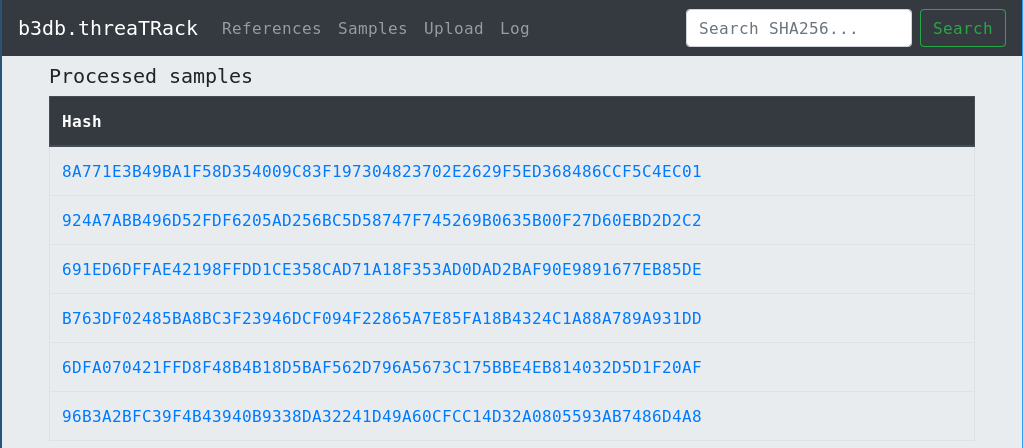 b3db.threaTRack References Samples Upload Log Search SHA256... Search
Processed samples
Hash
8A771E3B49BA1F58D354009C83F197304823702E2629F5ED368486CCF5C4EC01
924A7ABB496D52FDF6205AD256BC5D58747F745269B0635B00F27D60EBD2D2C2
691ED6DFFAE42198FFDD1CE358CAD71A18F353AD0DAD2BAF90E9891677EB85DE
B763DF02485BA8BC3F23946DCF094F22865A7E85FA18B4324C1A88A789A931DD
6DFA070421FFD8F48B4B18D5BAF562D796A5673C175BBE4EB814032D5D1F20AF
96B3A2BFC39F4B43940B9338DA32241D49A60CFCC14D32A0805593AB7486D4A8